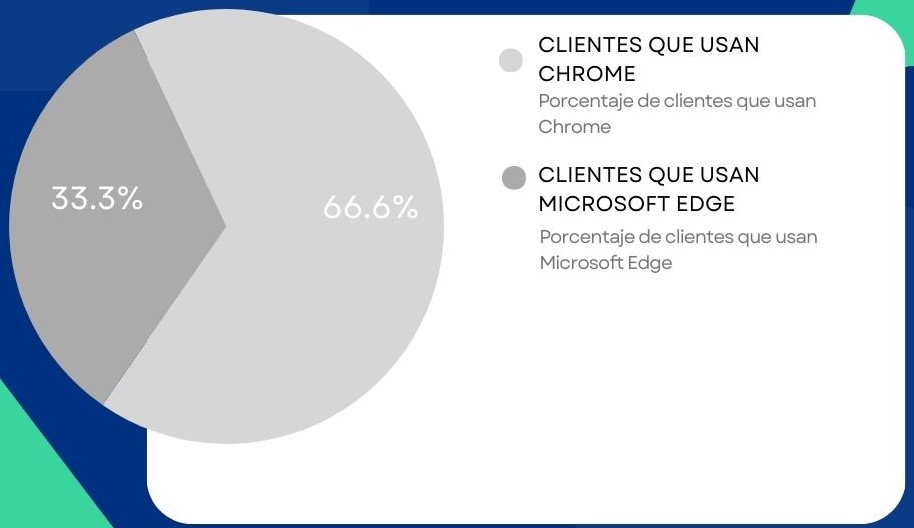 33.3%
66.6%
CLIENTES QUE USAN
CHROME
Porcentaje de clientes que usan
Chrome
CLIENTES QUE USAN
MICROSOFT EDGE
Porcentaje de clientes que usan
Microsoft Edge